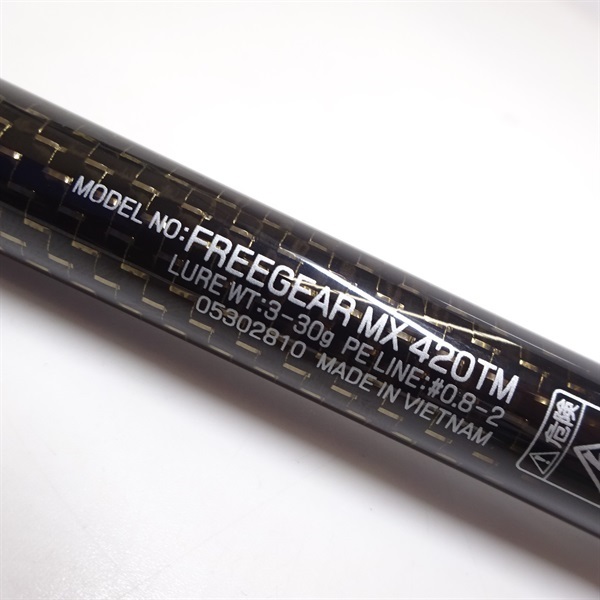 MODEL NO:FREEGEAR MX 420TM
LURE WT:3-30g PE LINE:#0.8-2
05302810 MADE IN VIETNAM
危険